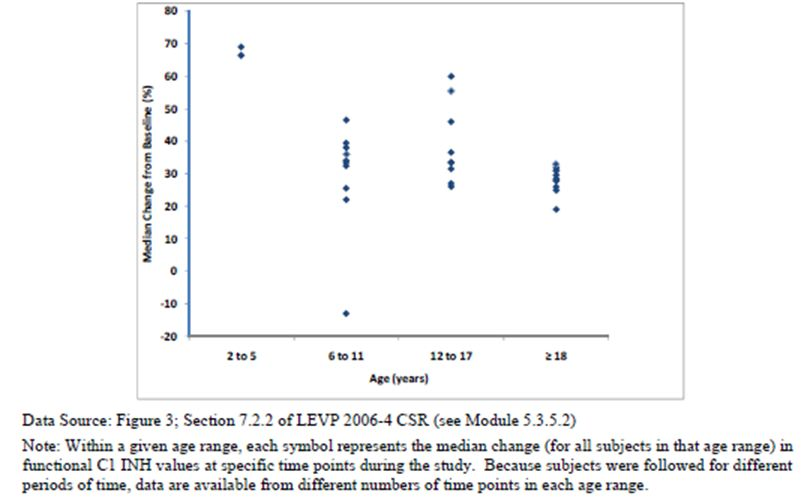 80
70
60
50
40
30
20
10
0
-10
-20
Median Change from Baseline (%)
2 to 5 6 to 11 12 to 17 ≥ 18
Age (years)
Data Source: Figure 3; Section 7.2.2 of LEVP 2006-4 CSR (see Module 5.3.5.2)
Note: Within a given age range, each symbol represents the median change (for all subjects in that age range) in
functional C1 INH values at specific time points during the study. Because subjects were followed for different
periods of time, data are available from different numbers of time points in each age range.